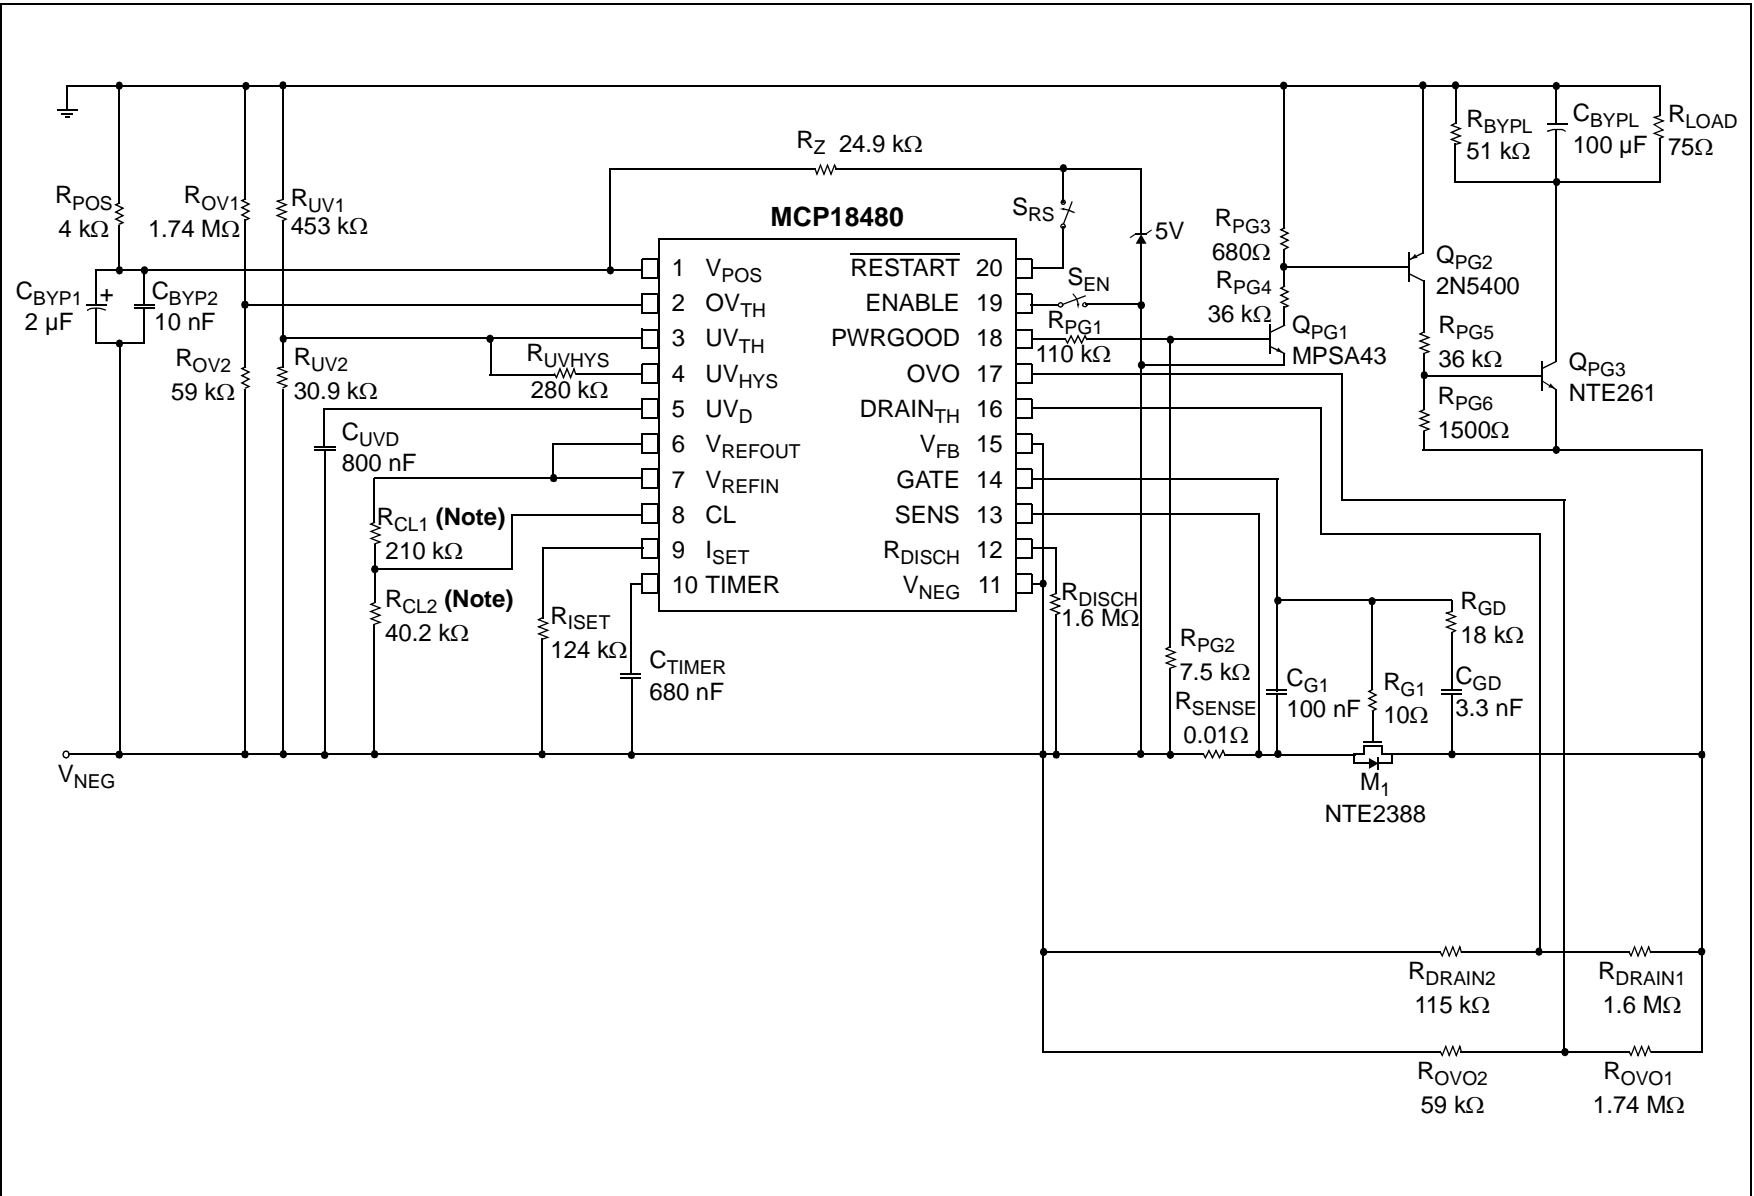 R_Z 24.9 kΩ
R_BYPL
51 kΩ
C_BYPL
100 µF
R_LOAD
75Ω
R_POS
4 kΩ
R_OV1
1.74 MΩ
R_UV1
453 kΩ
MCP18480
S_RS
5V
R_PG3
680Ω
Q_PG2
2N5400
R_PG4
36 kΩ
C_BYP1
2 µF
+
C_BYP2
10 nF
S_EN
R_PG1
110 kΩ
Q_PG1
MPSA43
R_PG5
36 kΩ
Q_PG3
NTE261
R_OV2
59 kΩ
R_UV2
30.9 kΩ
R_UVHYS
280 kΩ
R_PG6
1500Ω
1 V_POS
2 OV_TH
3 UV_TH
4 UV_HYS
5 UV_D
6 V_REFOUT
7 V_REFIN
8 CL
9 I_SET
10 TIMER
RESTART 20
ENABLE 19
PWRGOOD 18
OVO 17
DRAIN_TH 16
V_FB 15
GATE 14
SENS 13
R_DISCH 12
V_NEG 11
C_UVD
800 nF
R_CL1 (Note)
210 kΩ
R_CL2 (Note)
40.2 kΩ
R_ISET
124 kΩ
C_TIMER
680 nF
R_DISCH
1.6 MΩ
R_PG2
7.5 kΩ
R_SENSE
0.01Ω
C_G1
100 nF
R_G1
10Ω
R_GD
18 kΩ
C_GD
3.3 nF
V_NEG
M_1
NTE2388
R_DRAIN2
115 kΩ
R_DRAIN1
1.6 MΩ
R_OVO2
59 kΩ
R_OVO1
1.74 MΩ